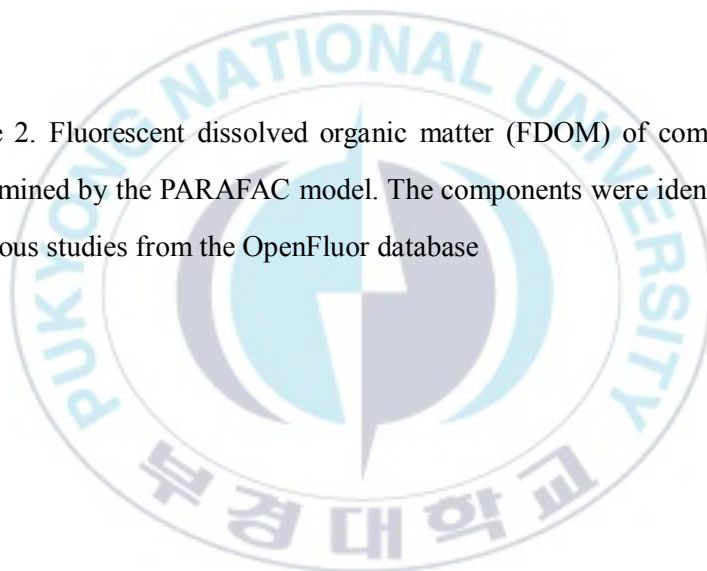 PUKYONG NATIONAL UNIVERSITY
e 2. Fluorescent dissolved organic matter (FDOM) of com
mined by the PARAFAC model. The components were iden
ous studies from the OpenFluor database
부경대학교